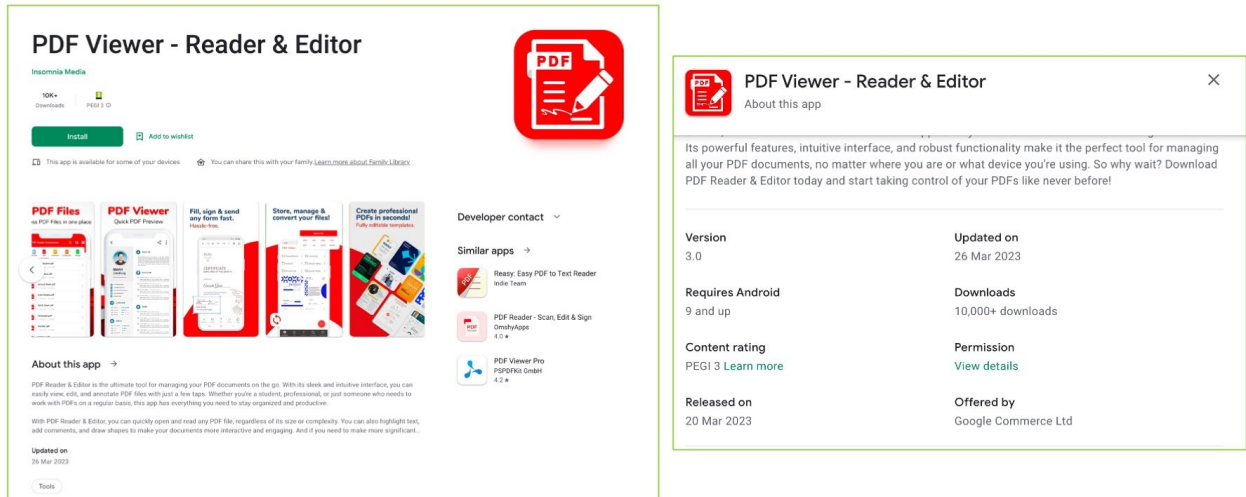 PDF Viewer - Reader & Editor
Insomnia Media
10K+
Downloads
PEGI 3
Install
Add to wishlist
This app is available for some of your devices
You can share this with your family Learn more about Family Library
PDF Files
PDF Files in one place
PDF Viewer
Quick PDF Preview
Fill, sign & send
any form fast.
Hassle-free.
CERTIFICATE
Store, manage &
convert your files!
Create professional
PDFs in seconds!
Fully editable templates.
PDF
Developer contact
Similar apps
Reasy: Easy PDF to Text Reader
Indie Team
PDF Reader - Scan, Edit & Sign
OmshyApps
4.0 ★
PDF Viewer Pro
PSPDFKit GmbH
4.2 ★
About this app
PDF Reader & Editor is the ultimate tool for managing your PDF documents on the go. With its sleek and intuitive interface, you can
easily view, edit, and annotate PDF files with just a few taps. Whether you're a student, professional, or just someone who needs to
work with PDFs on a regular basis, this app has everything you need to stay organized and productive.
With PDF Reader & Editor, you can quickly open and read any PDF file, regardless of its size or complexity. You can also highlight text,
add comments, and draw shapes to make your documents more interactive and engaging. And if you need to make more significant..
Updated on
26 Mar 2023
Tools
PDF Viewer - Reader & Editor
About this app
Its powerful features, intuitive interface, and robust functionality make it the perfect tool for managing
all your PDF documents, no matter where you are or what device you're using. So why wait? Download
PDF Reader & Editor today and start taking control of your PDFs like never before!
Version
3.0
Updated on
26 Mar 2023
Requires Android
9 and up
Downloads
10,000+ downloads
Content rating
PEGI 3 Learn more
Permission
View details
Released on
20 Mar 2023
Offered by
Google Commerce Ltd